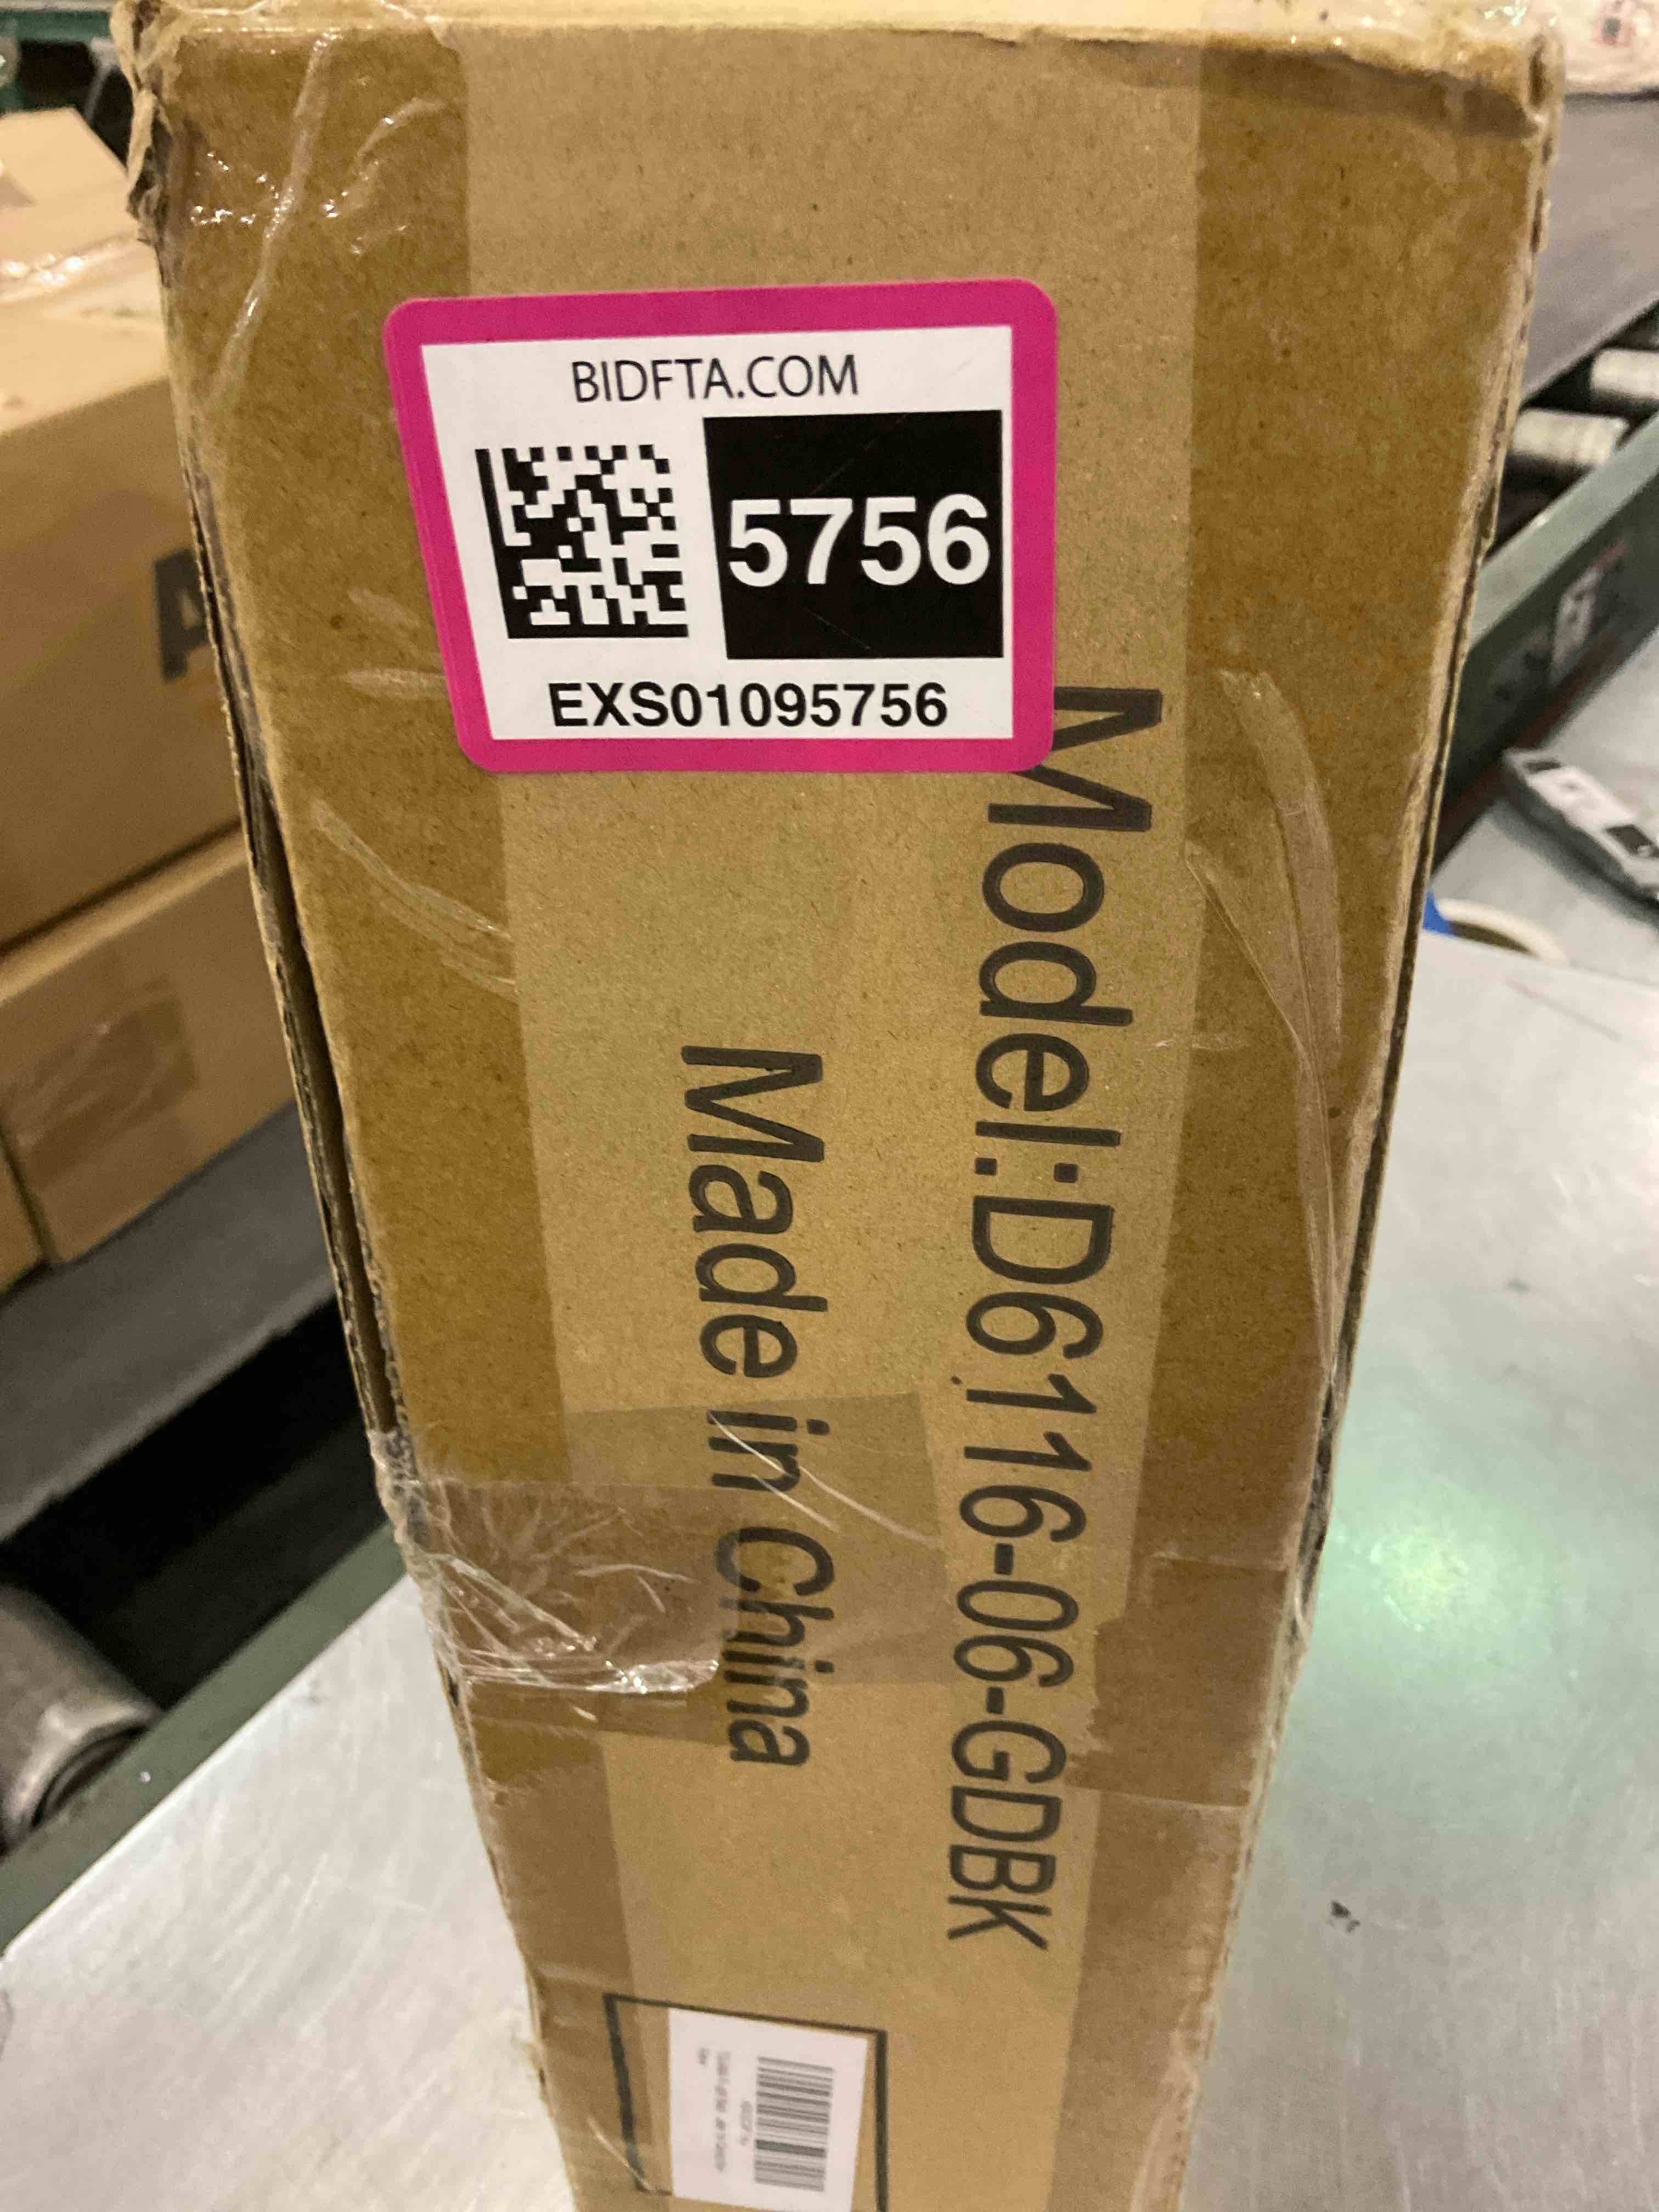 BIDFTA.COM
5756
EXS01095756
Model:D6116-06-GDBK
Made in China
A